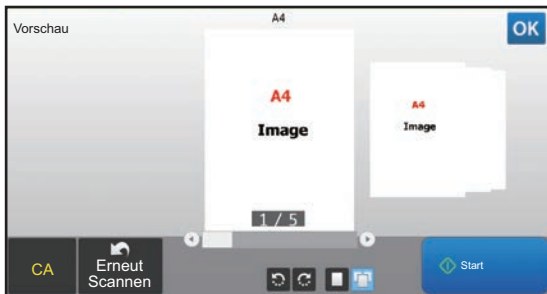 A4
Vorschau
OK
A4
Image
A4
Image
1 / 5
CA
Erneut
Scannen
Start